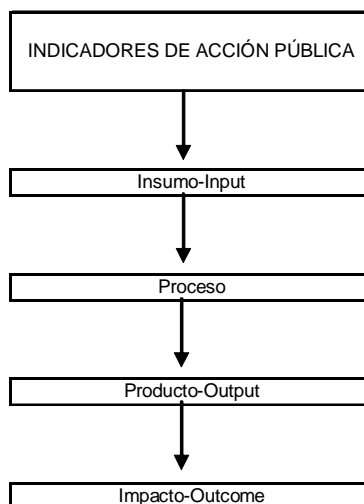 INDICADORES DE ACCIÓN PÚBLICA
Insumo-Input
Proceso
Producto-Output
Impacto-Outcome